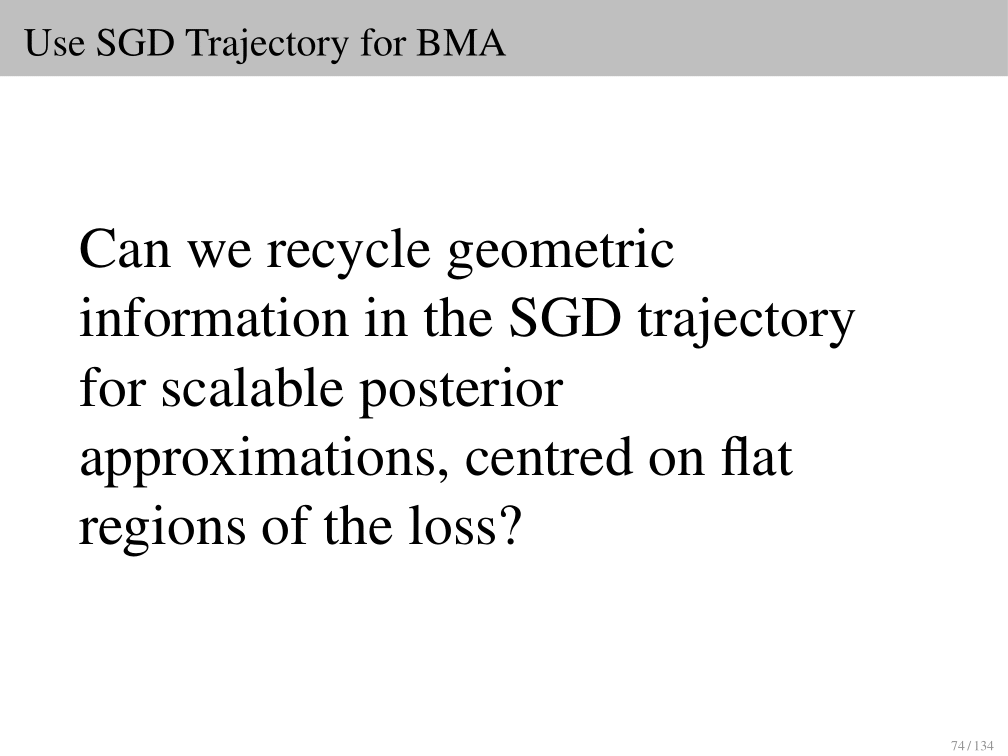 Use SGD Trajectory for BMA
Can we recycle geometric
information in the SGD trajectory
for scalable posterior
approximations, centred on flat
regions of the loss?
74 / 134